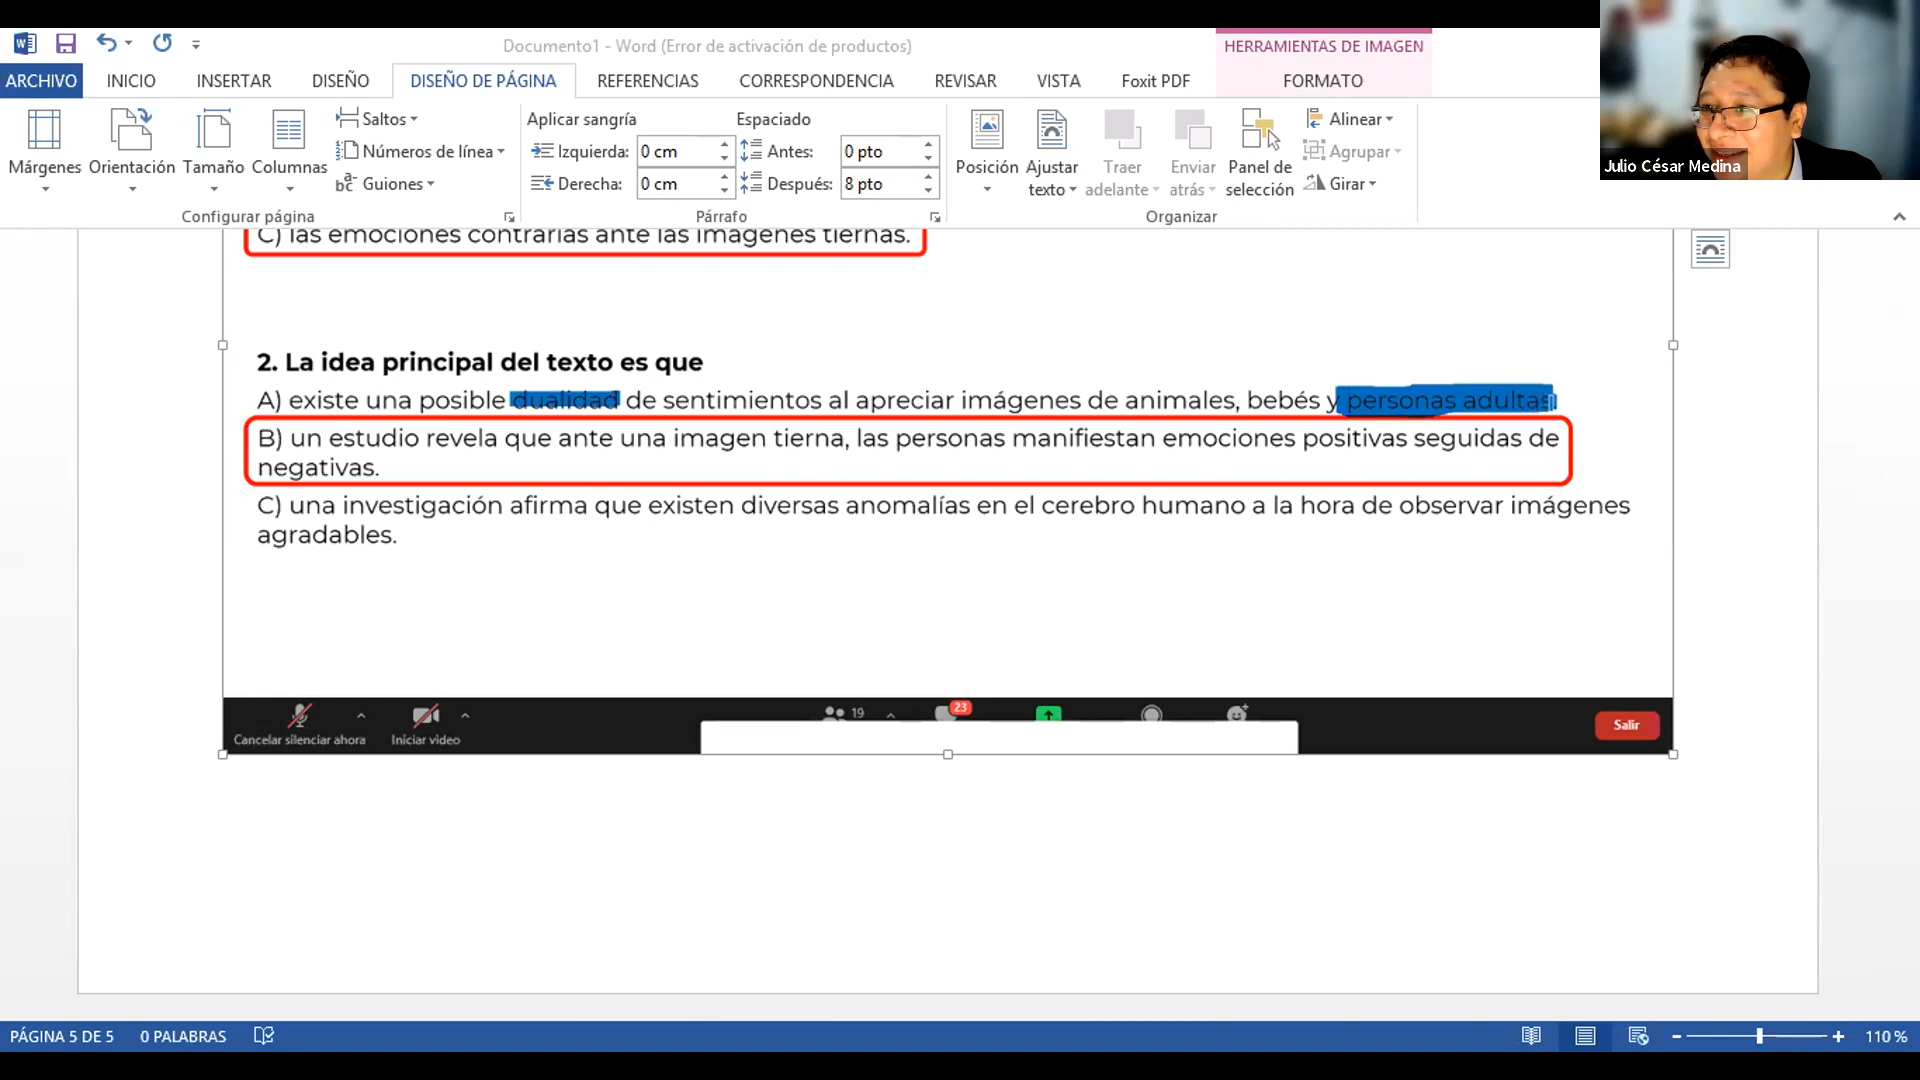 Documento1 - Word (Error de activación de productos)
HERRAMIENTAS DE IMAGEN
ARCHIVO INICIO INSERTAR DISEÑO DISEÑO DE PÁGINA REFERENCIAS CORRESPONDENCIA REVISAR VISTA Foxit PDF FORMATO
Saltos Aplicar sangría Espaciado Alinear
Márgenes Orientación Tamaño Columnas Números de línea Izquierda: 0 cm Antes: 0 pto Posición Ajustar texto Traer adelante Enviar atrás Panel de selección Agrupar
Guiones Derecha: 0 cm Después: 8 pto Girar
Configurar página Párrafo Organizar
Julio César Medina
C) las emociones contrarias ante las imágenes tiernas.
2. La idea principal del texto es que
A) existe una posible dualidad de sentimientos al apreciar imágenes de animales, bebés y personas adultas
B) un estudio revela que ante una imagen tierna, las personas manifiestan emociones positivas seguidas de
negativas.
C) una investigación afirma que existen diversas anomalías en el cerebro humano a la hora de observar imágenes
agradables.
19 23
Cancelar silenciar ahora Iniciar video Salir
PÁGINA 5 DE 5 0 PALABRAS 110 %